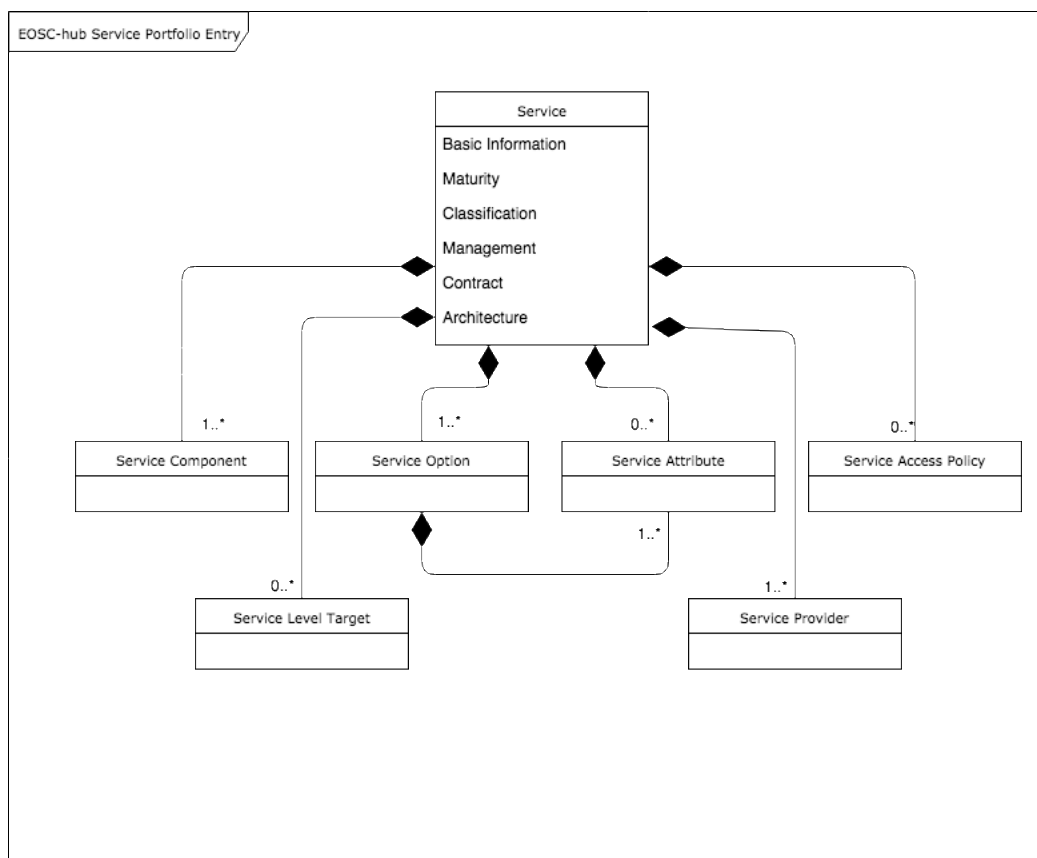 EOSC-hub Service Portfolio Entry
Service
Basic Information
Maturity
Classification
Management
Contract
Architecture
1..*
1..*
0..*
0..*
Service Component
Service Option
Service Attribute
Service Access Policy
1..*
0..*
1..*
Service Level Target
Service Provider